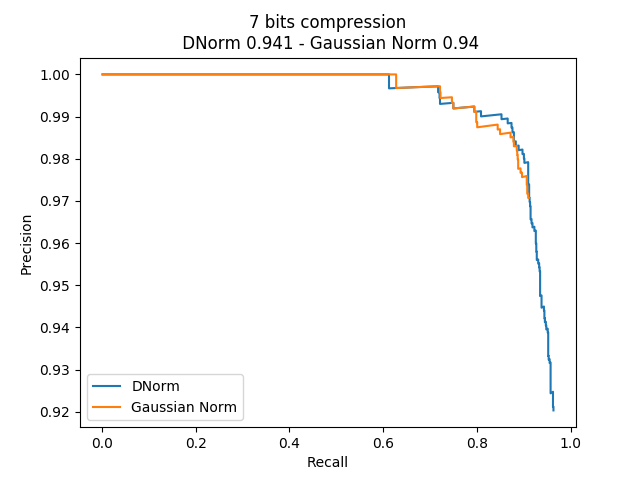 7 bits compression
DNorm 0.941 - Gaussian Norm 0.94
1.00
0.99
0.98
0.97
0.96
0.95
0.94
0.93
0.92
Precision
DNorm
Gaussian Norm
0.0 0.2 0.4 0.6 0.8 1.0
Recall